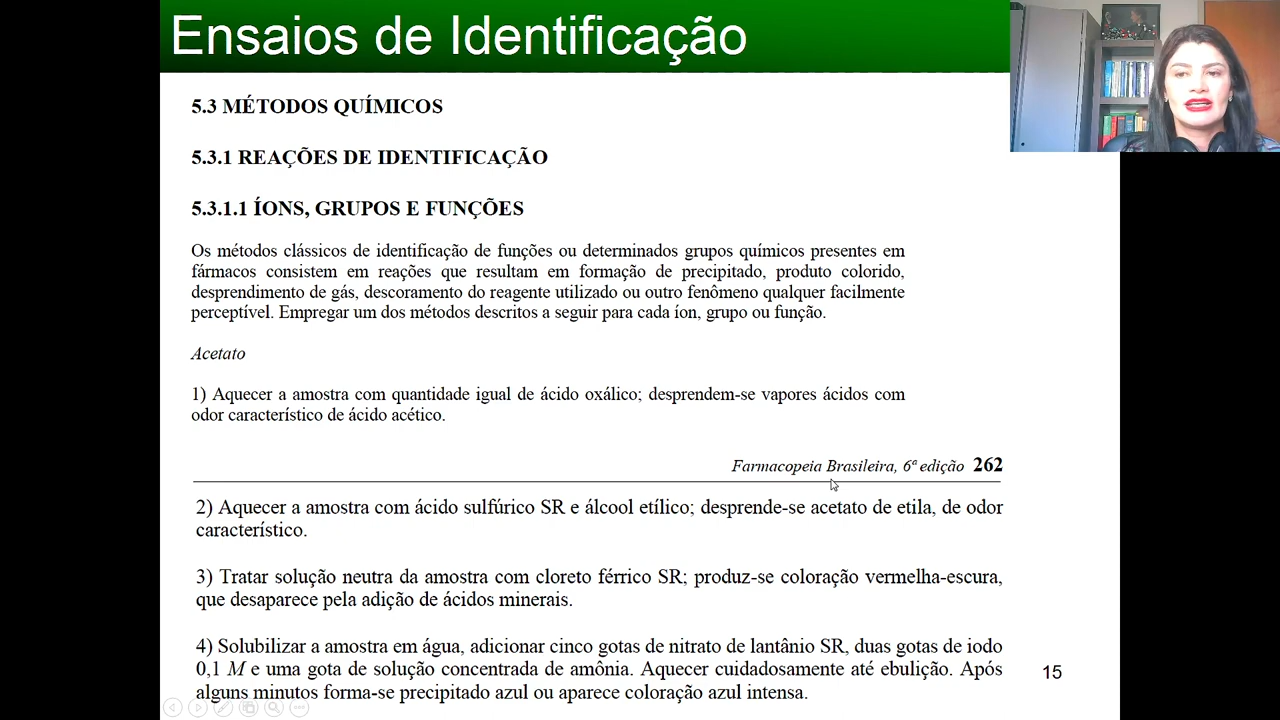 Ensaios de Identificação
5.3 MÉTODOS QUÍMICOS
5.3.1 REAÇÕES DE IDENTIFICAÇÃO
5.3.1.1 ÍONS, GRUPOS E FUNÇÕES
Os métodos clássicos de identificação de funções ou determinados grupos químicos presentes em
fármacos consistem em reações que resultam em formação de precipitado, produto colorido,
desprendimento de gás, descoramento do reagente utilizado ou outro fenômeno qualquer facilmente
perceptível. Empregar um dos métodos descritos a seguir para cada íon, grupo ou função.
Acetato
1) Aquecer a amostra com quantidade igual de ácido oxálico; desprendem-se vapores ácidos com
odor característico de ácido acético.
Farmacopeia Brasileira, 6ª edição 262
2) Aquecer a amostra com ácido sulfúrico SR e álcool etílico; desprende-se acetato de etila, de odor
característico.
3) Tratar solução neutra da amostra com cloreto férrico SR; produz-se coloração vermelha-escura,
que desaparece pela adição de ácidos minerais.
4) Solubilizar a amostra em água, adicionar cinco gotas de nitrato de lantânio SR, duas gotas de iodo
0,1 M e uma gota de solução concentrada de amônia. Aquecer cuidadosamente até ebulição. Após
alguns minutos forma-se precipitado azul ou aparece coloração azul intensa.
15